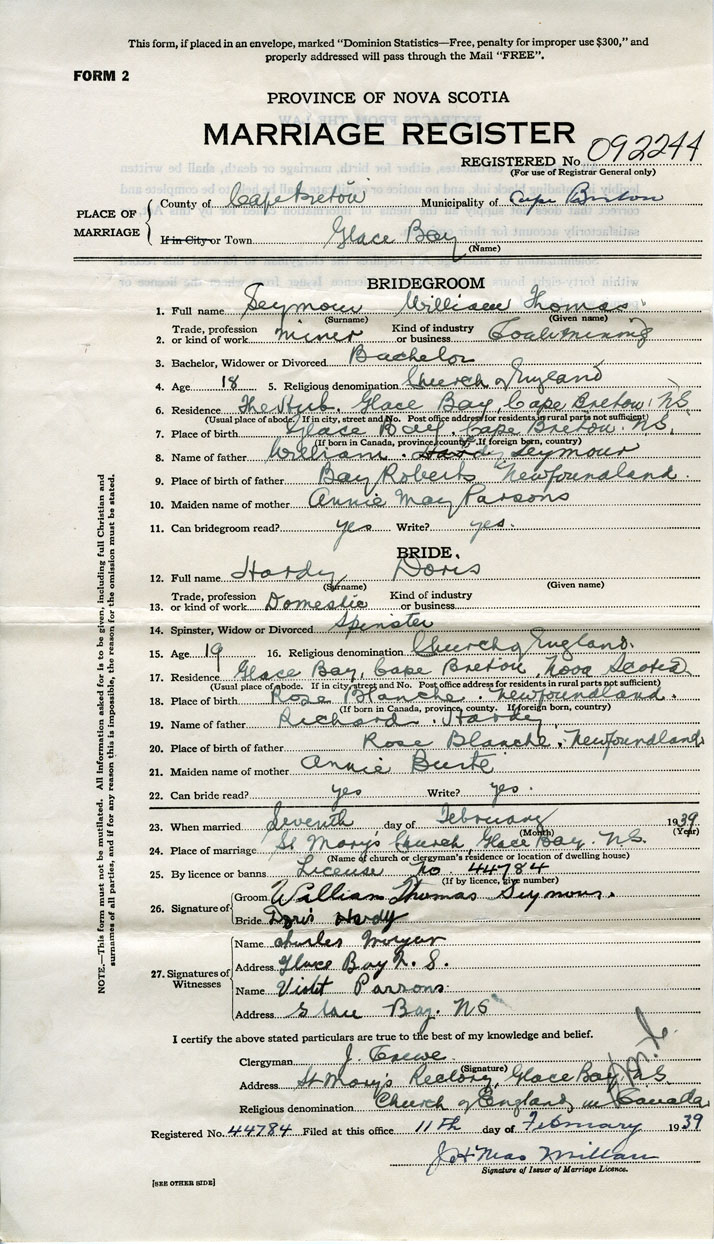 This form, if placed in an envelope, marked "Dominion Statistics—Free, penalty for improper use $300," and
properly addressed will pass through the Mail "FREE".
FORM 2
PROVINCE OF NOVA SCOTIA
MARRIAGE REGISTER
REGISTERED No. 092244
(For use of Registrar General only)
PLACE OF MARRIAGE
County of Cape Breton Municipality of Cape Breton
If in City or Town Glace Bay
(Name)
BRIDEGROOM
1. Full name Seymour William Thomas
(Surname) (Given name)
2. Trade, profession or kind of work miner Kind of industry or business Coal mining
3. Bachelor, Widower or Divorced Bachelor
4. Age 18 5. Religious denomination Church of England
6. Residence The Hub, Glace Bay, Cape Breton, N.S.
(Usual place of abode. If in city, street and No. Post office address for residents in rural parts not sufficient)
7. Place of birth Glace Bay, Cape Breton. N.S.
(If born in Canada, province, county. If foreign born, country)
8. Name of father William. Hardy Seymour
9. Place of birth of father Bay Roberts Newfoundland.
10. Maiden name of mother Annie May Parsons
11. Can bridegroom read? yes Write? yes.
BRIDE.
12. Full name Hardy Doris
(Surname) (Given name)
13. Trade, profession or kind of work Domestic Kind of industry or business
14. Spinster, Widow or Divorced Spinster
15. Age 19 16. Religious denomination Church of England.
17. Residence Glace Bay, Cape Breton, Nova Scotia
(Usual place of abode. If in city, street and No. Post office address for residents in rural parts not sufficient)
18. Place of birth Rose Blanche. Newfoundland.
(If born in Canada, province, county. If foreign born, country)
19. Name of father Richard. Hardy
20. Place of birth of father Rose Blanche, Newfoundland
21. Maiden name of mother Annie Burke
22. Can bride read? yes Write? yes.
23. When married Seventh day of February 1939
(Month) (Year)
24. Place of marriage St Mary's Church, Glace Bay. N.S.
(Name of church or clergyman's residence or location of dwelling house)
25. By licence or banns License no. 44784
(If by licence, give number)
26. Signature of
Groom William Thomas Seymour.
Bride Doris Hardy
27. Signatures of Witnesses
Name Charles
Address Glace Bay N.S.
Name Violet Parsons
Address Glace Bay. NS
I certify the above stated particulars are true to the best of my knowledge and belief.
Clergyman J.
(Signature)
Address St Mary's Rectory, Glace Bay N.S.
Religious denomination Church of England in Canada
Registered No. 44784 Filed at this office 11th day of February 1939
Signature of Issuer of Marriage Licence.
[SEE OTHER SIDE]
NOTE.—This form must not be mutilated. All information asked for is to be given, including full Christian and
surnames of all parties, and if for any reason this is impossible, the reason for the omission must be stated.